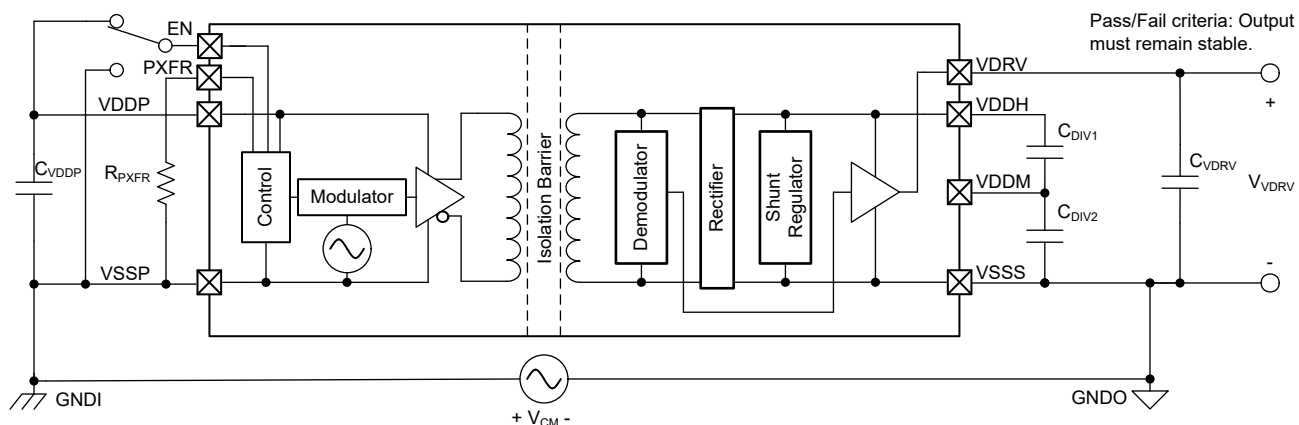 Pass/Fail criteria: Output
must remain stable.
EN
PXFR
VDDP
VSSP
CVDDP
RPXFR
Control
Modulator
Isolation Barrier
Demodulator
Rectifier
Shunt
Regulator
VDRV
VDDH
VDDM
VSSS
CDIV1
CDIV2
CVDRV
+
VVDRV
-
GNDI
+ VCM -
GNDO